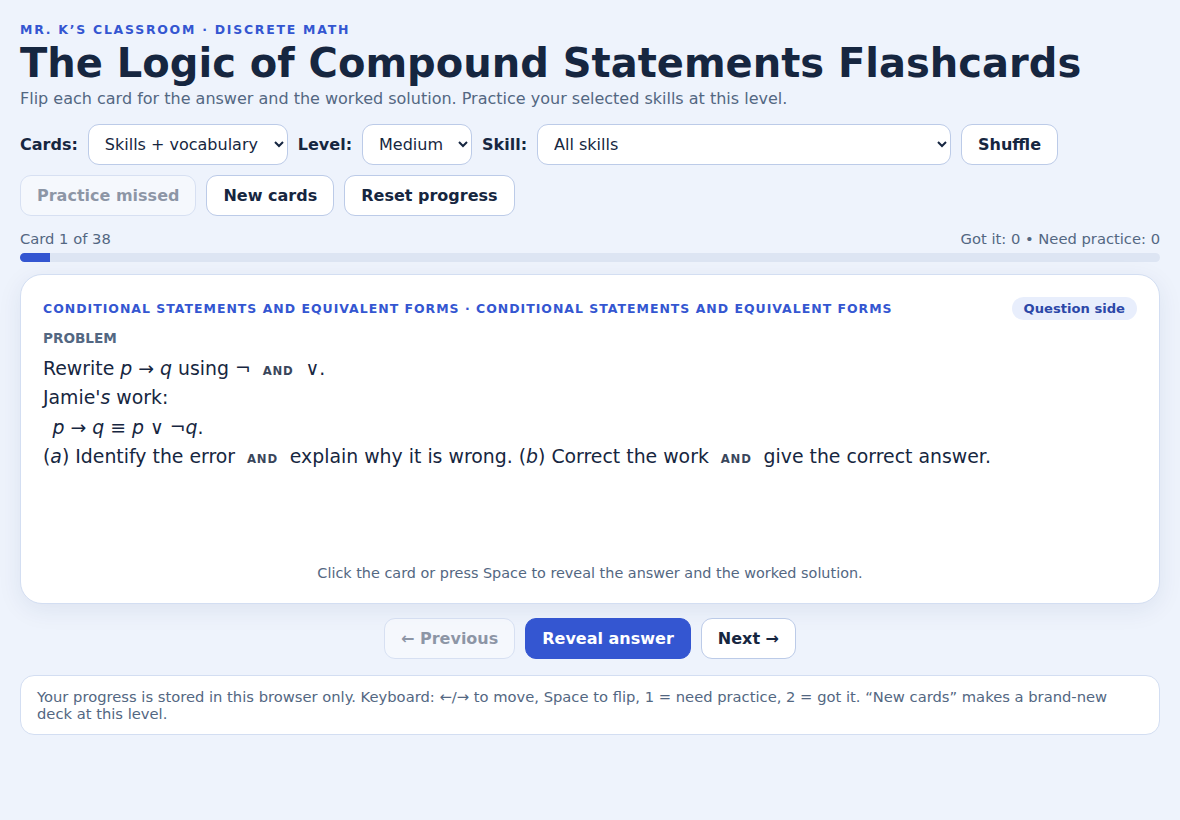 MR. K’S CLASSROOM · DISCRETE MATH
The Logic of Compound Statements Flashcards
Flip each card for the answer and the worked solution. Practice your selected skills at this level.
Cards: Skills + vocabulary Level: Medium Skill: All skills Shuffle
Practice missed New cards Reset progress
Card 1 of 38 Got it: 0 • Need practice: 0
CONDITIONAL STATEMENTS AND EQUIVALENT FORMS · CONDITIONAL STATEMENTS AND EQUIVALENT FORMS Question side
PROBLEM
Rewrite p → q using ¬ AND ∨.
Jamie's work:
p → q ≡ p ∨ ¬q.
(a) Identify the error AND explain why it is wrong. (b) Correct the work AND give the correct answer.
Click the card or press Space to reveal the answer and the worked solution.
← Previous Reveal answer Next →
Your progress is stored in this browser only. Keyboard: ←/→ to move, Space to flip, 1 = need practice, 2 = got it. “New cards” makes a brand-new
deck at this level.